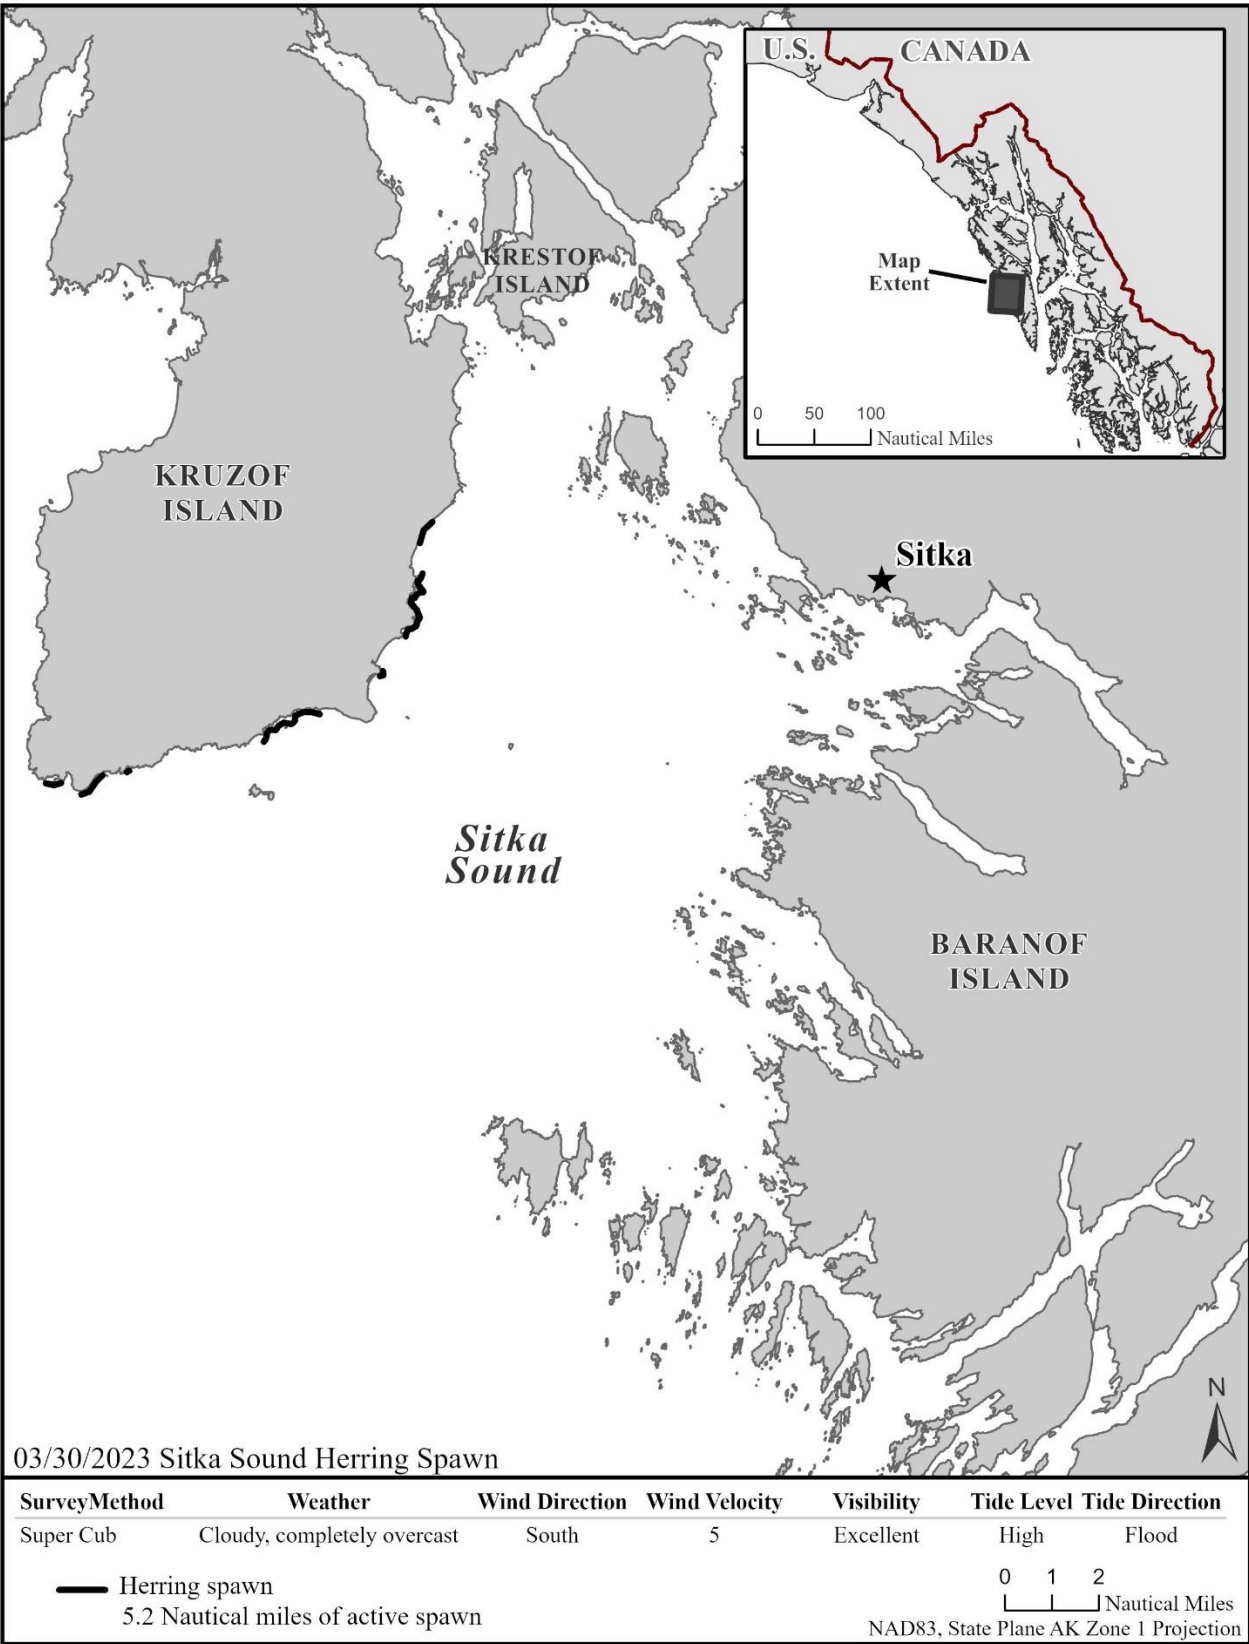 U.S.
CANADA
Map
Extent
0 50 100
Nautical Miles
KRESTOF
ISLAND
KRUZOF
ISLAND
Sitka
Sitka
Sound
BARANOF
ISLAND
N
03/30/2023 Sitka Sound Herring Spawn
SurveyMethod Weather Wind Direction Wind Velocity Visibility Tide Level Tide Direction
Super Cub Cloudy, completely overcast South 5 Excellent High Flood
Herring spawn
5.2 Nautical miles of active spawn
0 1 2
Nautical Miles
NAD83, State Plane AK Zone 1 Projection